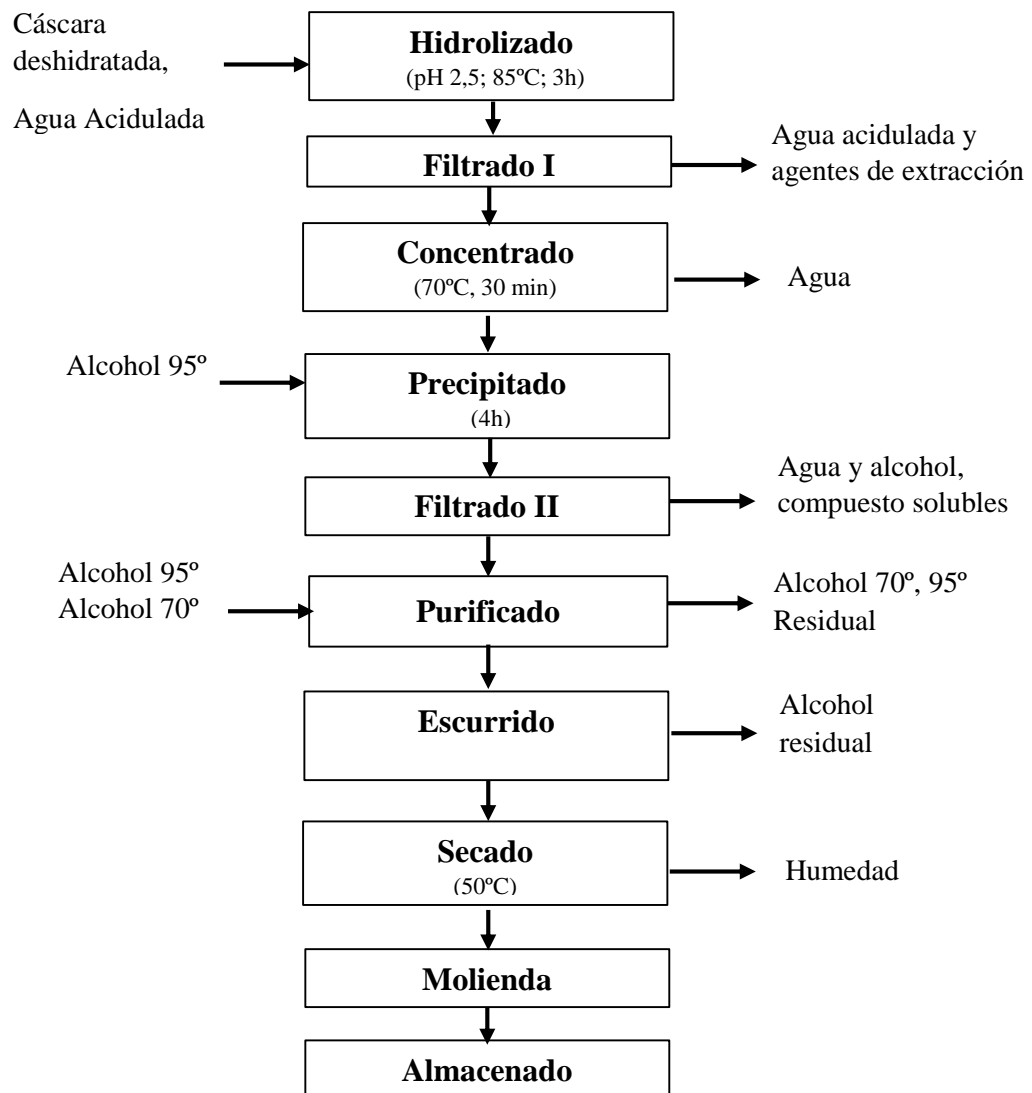 Cáscara
deshidratada,
Agua Acidulada
Hidrolizado
(pH 2,5; 85ºC; 3h)
Filtrado I
Agua acidulada y
agentes de extracción
Concentrado
(70ºC, 30 min)
Agua
Alcohol 95º
Precipitado
(4h)
Filtrado II
Agua y alcohol,
compuesto solubles
Alcohol 95º
Alcohol 70º
Purificado
Alcohol 70º, 95º
Residual
Escurrido
Alcohol
residual
Secado
(50ºC)
Humedad
Molienda
Almacenado